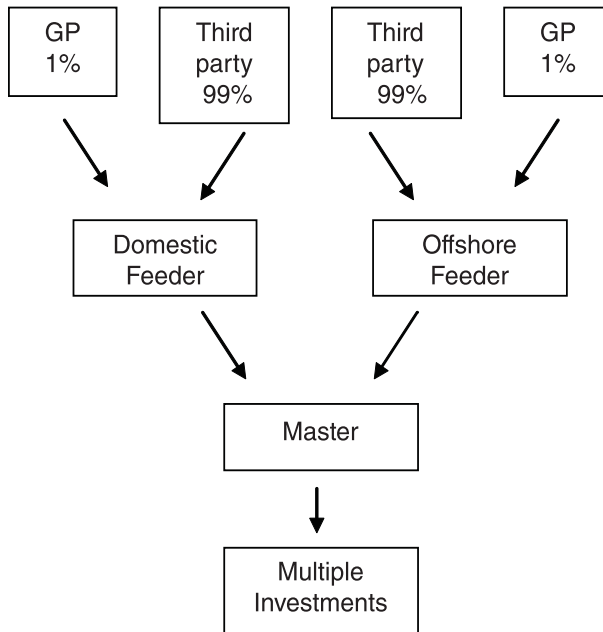 GP
1%
Third
party
99%
Third
party
99%
GP
1%
Domestic
Feeder
Offshore
Feeder
Master
Multiple
Investments